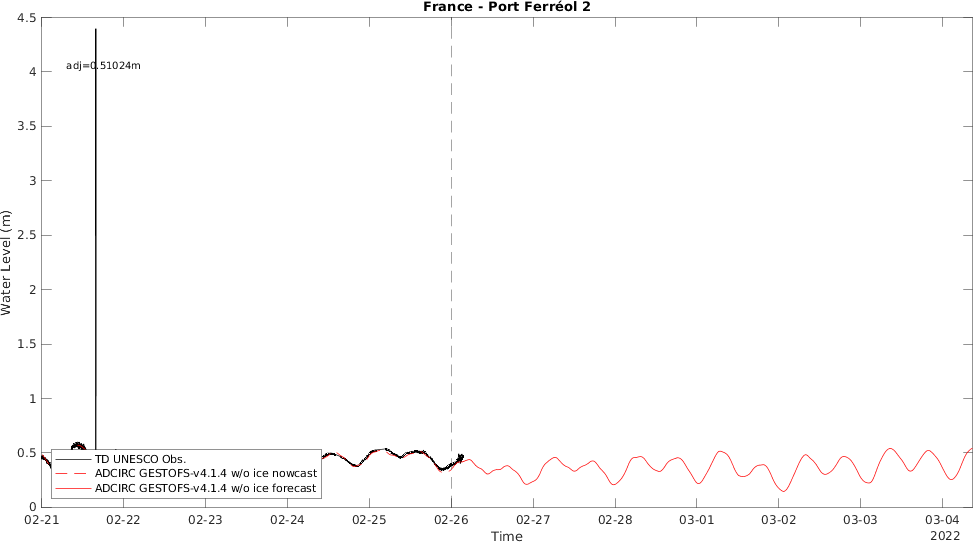 France - Port Ferréol 2
4.5
4
3.5
3
2.5
2
1.5
1
0.5
0
Water Level (m)
adj=0.51024m
TD UNESCO Obs.
ADCIRC GESTOFS-v4.1.4 w/o ice nowcast
ADCIRC GESTOFS-v4.1.4 w/o ice forecast
02-21 02-22 02-23 02-24 02-25 02-26 02-27 02-28 03-01 03-02 03-03 03-04
2022
Time